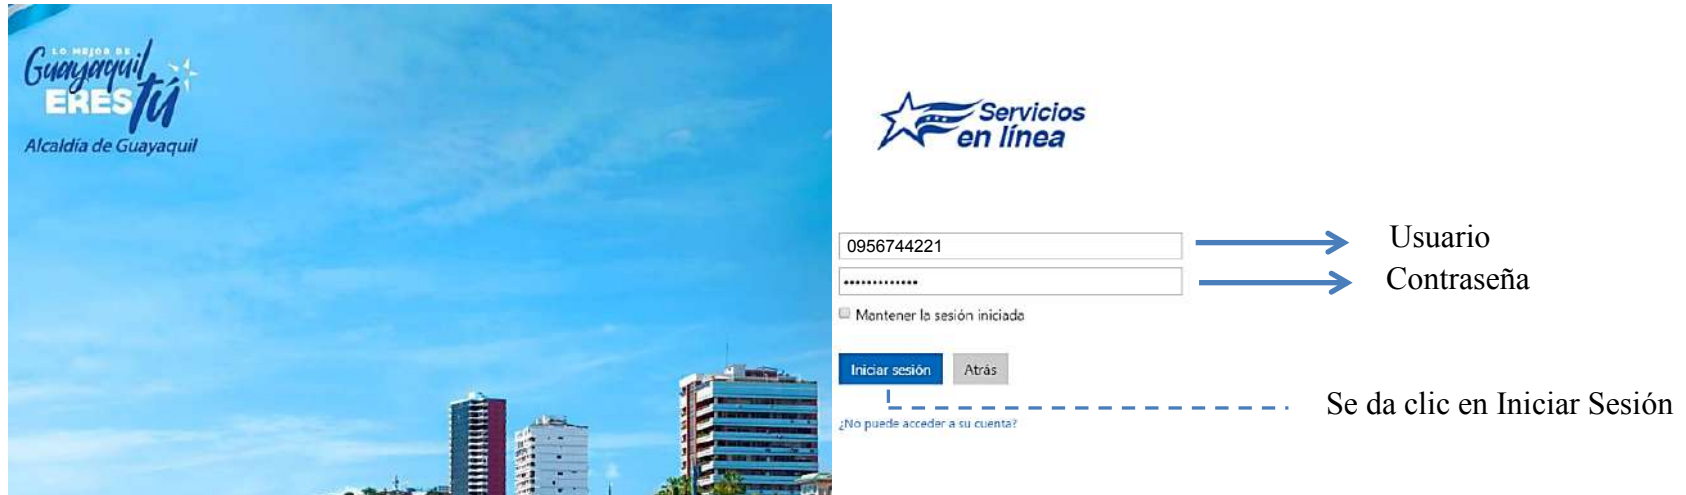 LO MEJOR DE
Guayaquil
ERES tú
Alcaldía de Guayaquil
Servicios
en línea
0956744221
•••••••••••••
Usuario
Contraseña
Mantener la sesión iniciada
Iniciar sesión
Atrás
Se da clic en Iniciar Sesión
¿No puede acceder a su cuenta?